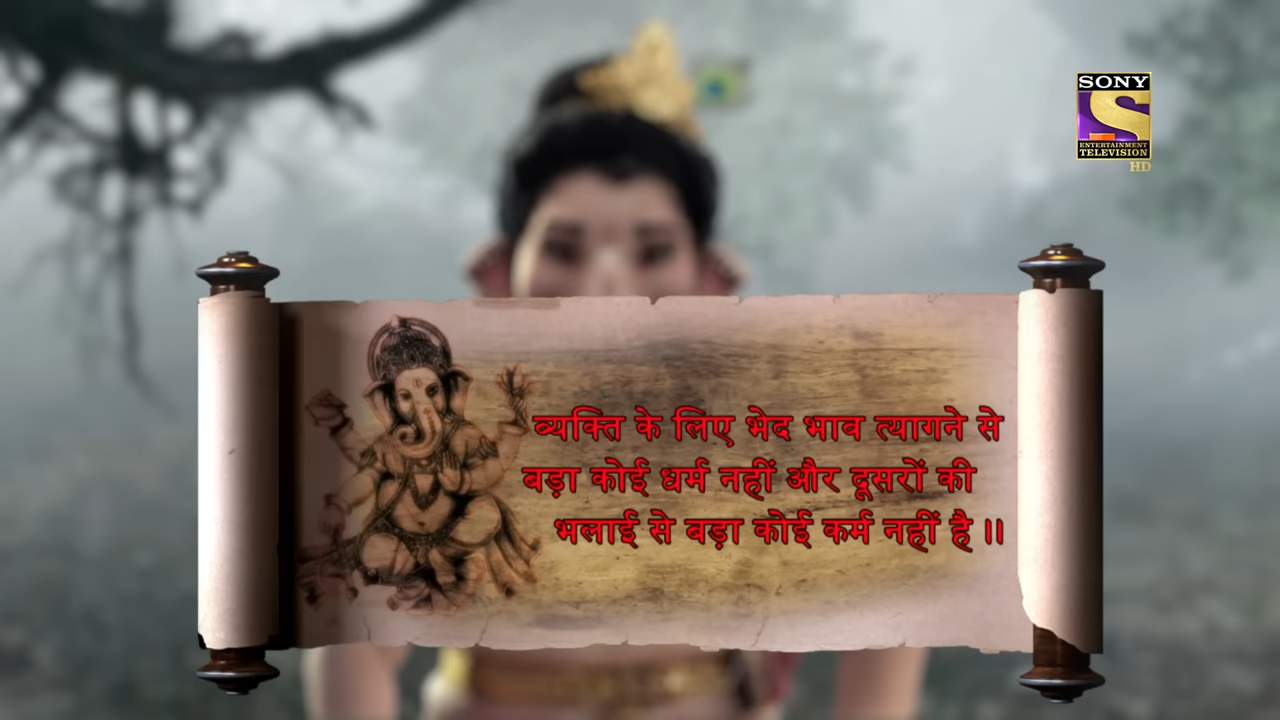 SONY
ENTERTAINMENT
TELEVISION
HD
व्यक्ति के लिए भेद भाव त्यागने से
बड़ा कोई धर्म नहीं और दूसरों की
भलाई से बड़ा कोई कर्म नहीं है ।।